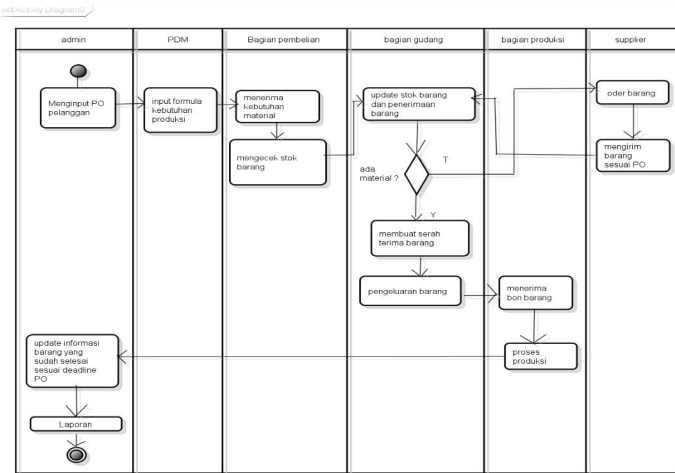 act Activity Diagram0
admin
PDM
Bagian pembelian
bagian gudang
bagian produksi
supplier
Menginput PO
pelanggan
input formula
kebutuhan
produksi
menerima
kebutuhan
material
mengecek stok
barang
update stok barang
dan penerimaan
barang
oder barang
mengirim
barang
sesuai PO
ada
material ?
T
Y
membuat serah
terima barang
pengeluaran barang
menerima
bon barang
proses
produksi
update informasi
barang yang
sudah selesai
sesuai deadline
PO
Laporan